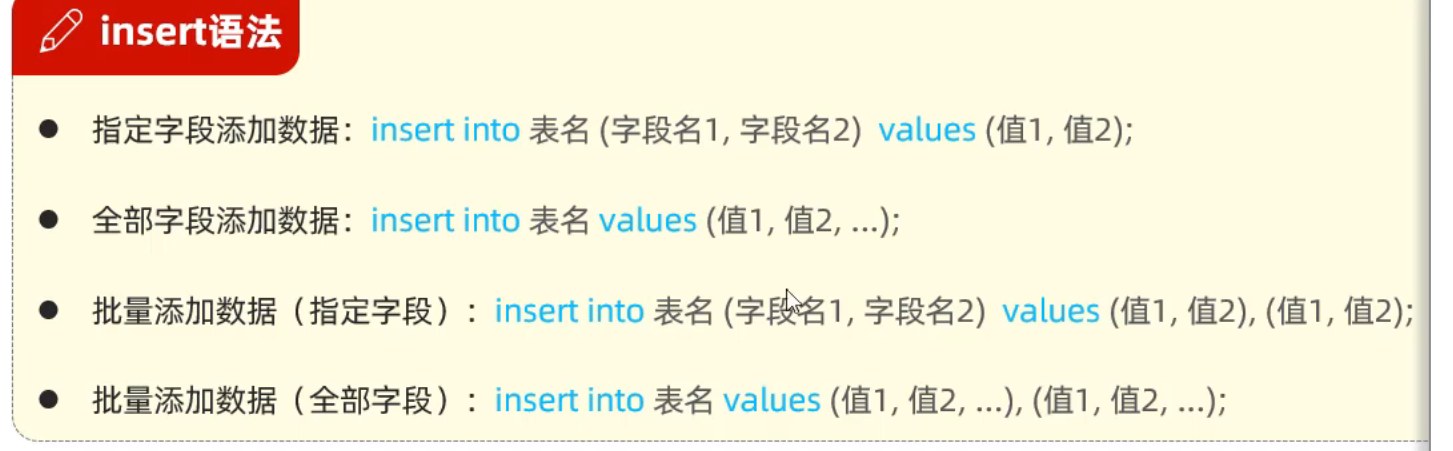 insert语法
指定字段添加数据：insert into 表名 (字段名1, 字段名2) values (值1, 值2);
全部字段添加数据：insert into 表名 values (值1, 值2, ...);
批量添加数据（指定字段）：insert into 表名 (字段名1, 字段名2) values (值1, 值2), (值1, 值2);
批量添加数据（全部字段）：insert into 表名 values (值1, 值2, ...), (值1, 值2, ...);